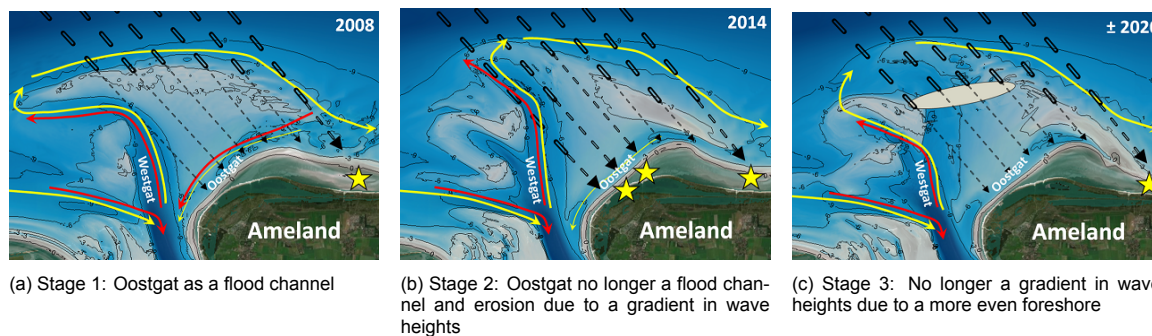 2008
Westgat
Oostgat
Ameland
(a) Stage 1: Oostgat as a flood channel
2014
Westgat
Oostgat
Ameland
(b) Stage 2: Oostgat no longer a flood chan-
nel and erosion due to a gradient in wave
heights
± 2020
Westgat
Oostgat
Ameland
(c) Stage 3: No longer a gradient in wave
heights due to a more even foreshore